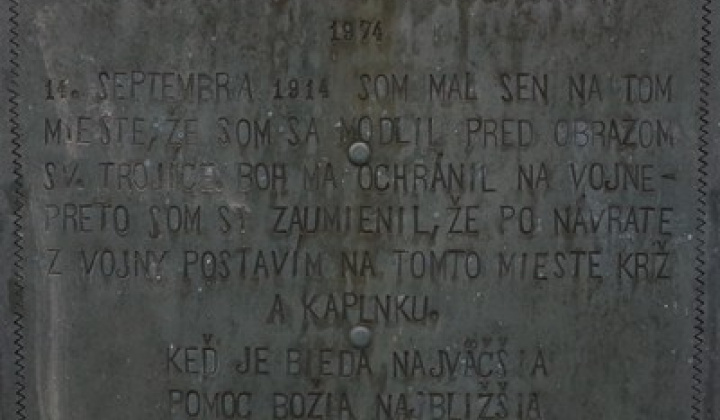 1974
14. SEPTEMBRA 1914 SOM MAL SEN NA TOM
MIESTE, ŽE SOM SA MODLIL PRED OBRAZOM
SV. TROJICE. BOH MA OCHRÁNIL NA VOJNE-
PRETO SOM SI ZAUMIENIL, ŽE PO NÁVRATE
Z VOJNY POSTAVÍM NA TOMTO MIESTE KRŽ
A KAPLNKU.
KEĎ JE BIEDA NAJVÄČŠIA
POMOC BOŽIA NAJBLIŽŠIA